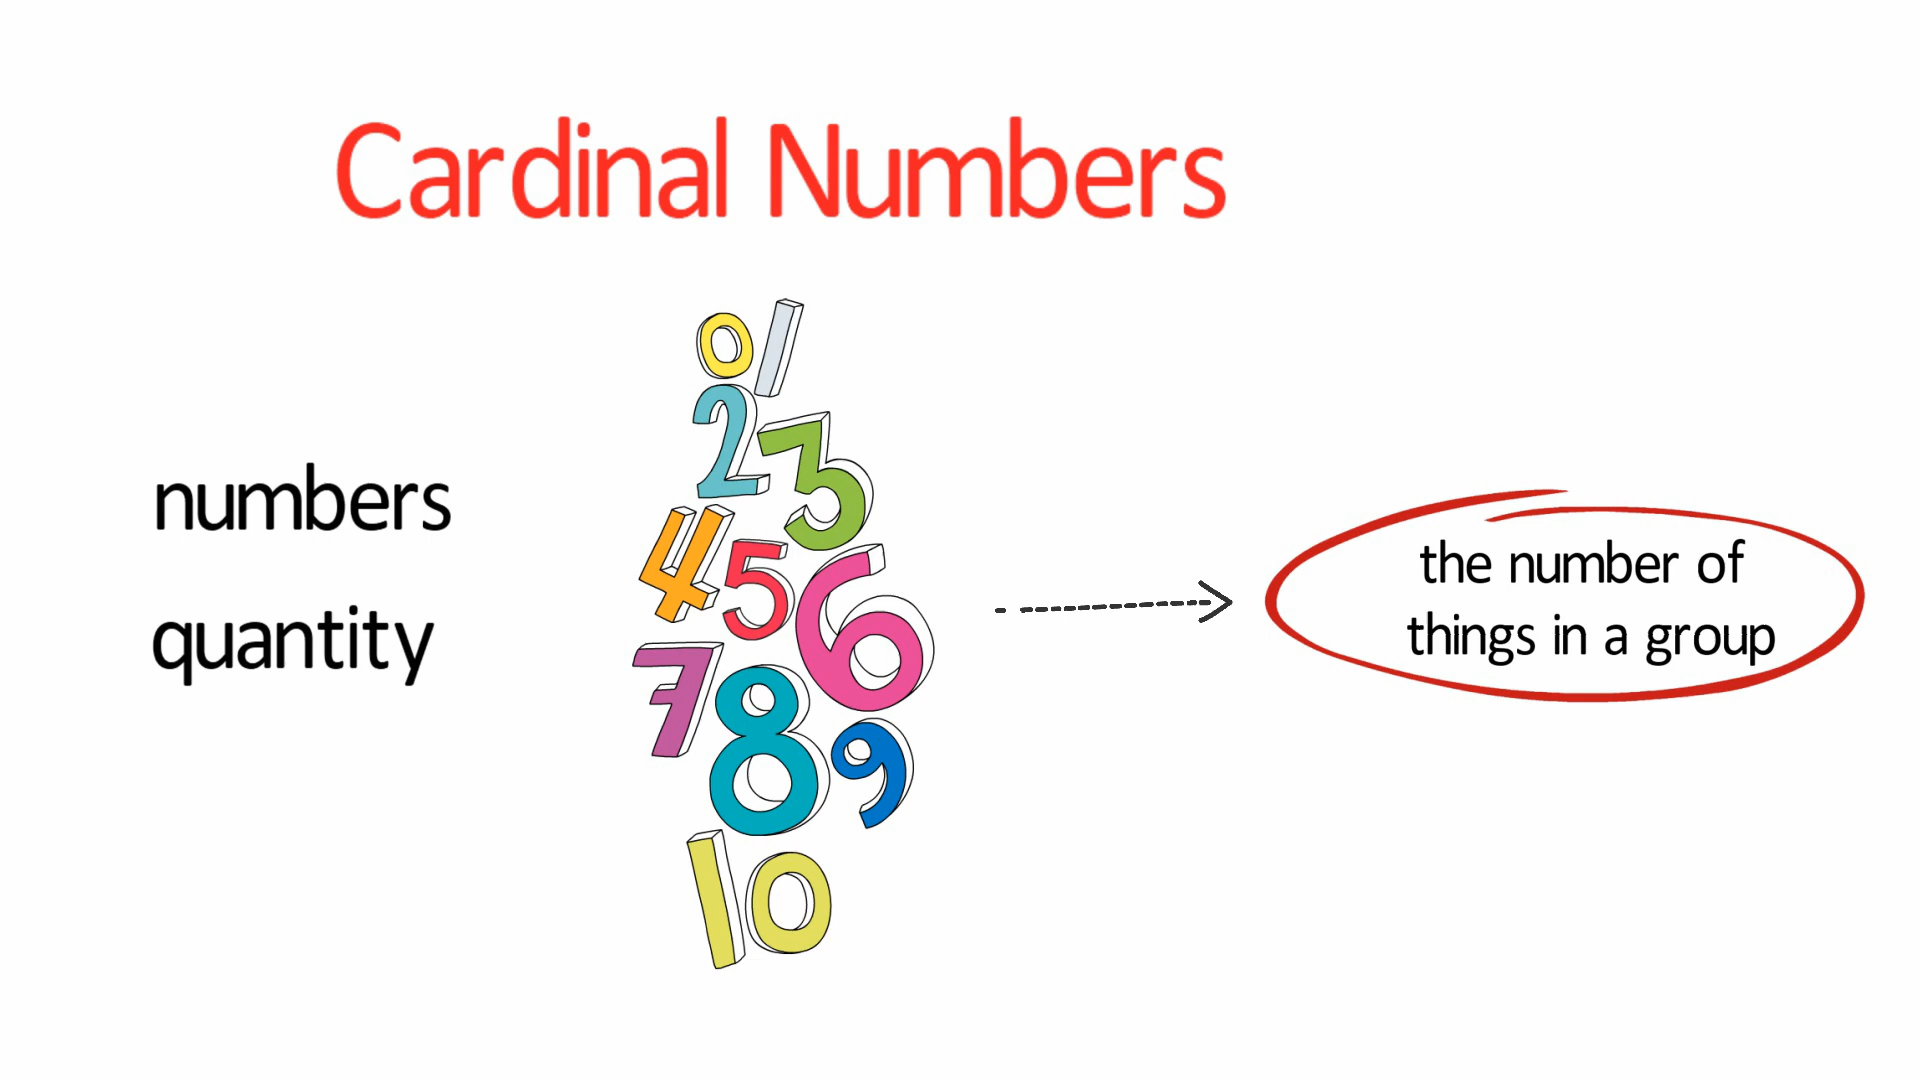 Cardinal Numbers
numbers
quantity
0 1
2 3
4 5 6
7 8 9
10
the number of
things in a group